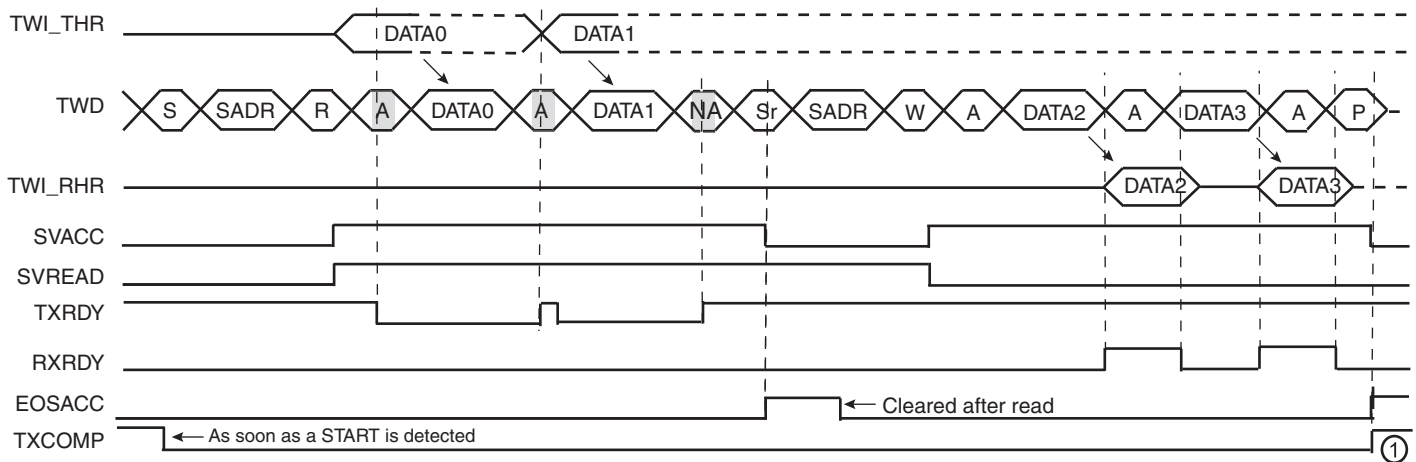 TWI_THR DATA0 DATA1
TWD S SADR R A DATA0 A DATA1 NA Sr SADR W A DATA2 A DATA3 A P
TWI_RHR DATA2 DATA3
SVACC
SVREAD
TXRDY
RXRDY
EOSACC Cleared after read
TXCOMP As soon as a START is detected 1